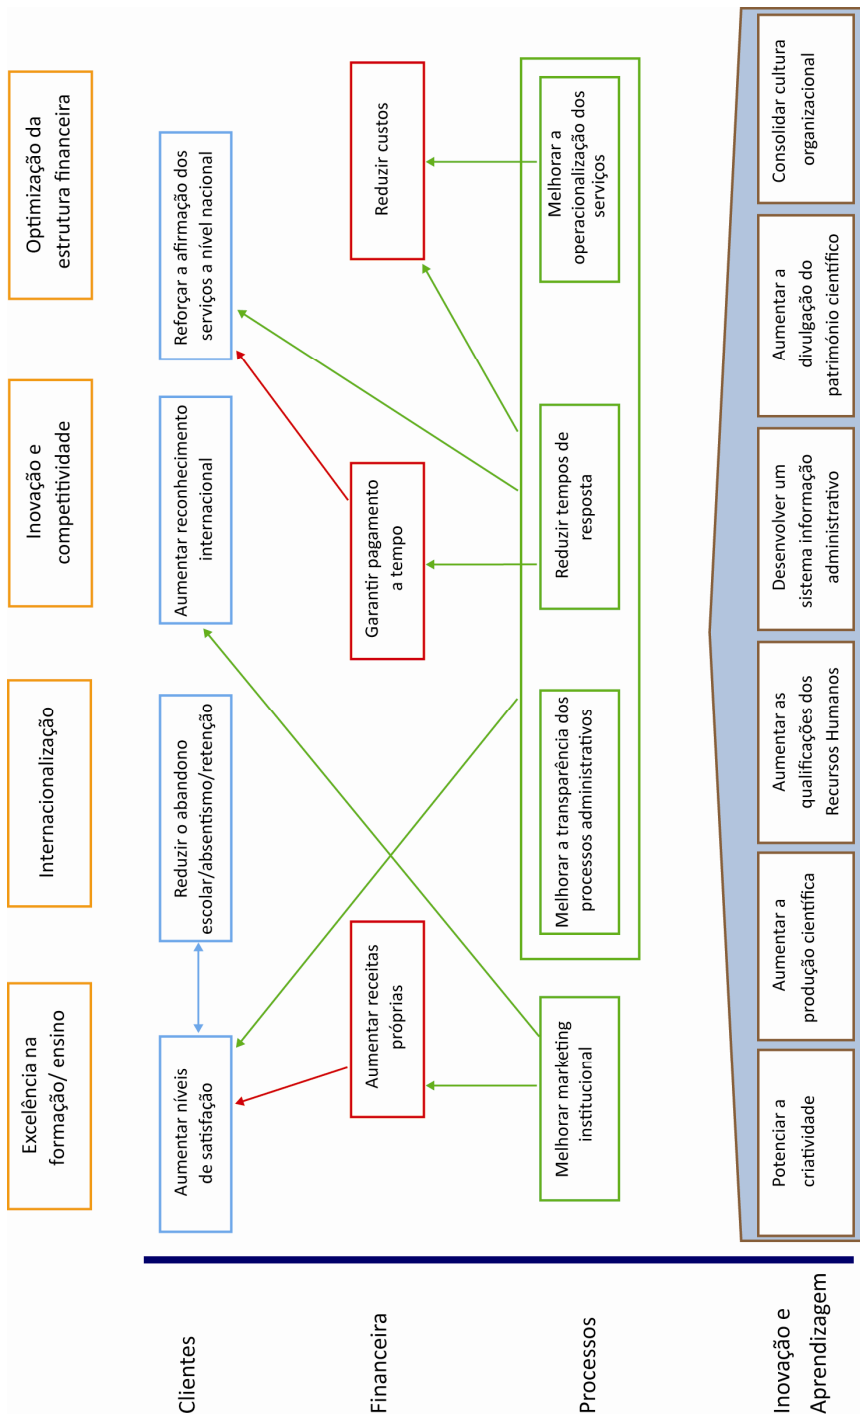 Excelência na
formação/ ensino
Internacionalização
Inovação e
competitividade
Optimização da
estrutura financeira
Clientes
Aumentar níveis
de satisfação
Reduzir o abandono
escolar/absentismo/retenção
Aumentar reconhecimento
internacional
Reforçar a afirmação dos
serviços a nível nacional
Financeira
Aumentar receitas
próprias
Garantir pagamento
a tempo
Reduzir custos
Processos
Melhorar marketing
institucional
Melhorar a transparência dos
processos administrativos
Reduzir tempos de
resposta
Melhorar a
operacionalização dos
serviços
Inovação e
Aprendizagem
Potenciar a
criatividade
Aumentar a
produção científica
Aumentar as
qualificações dos
Recursos Humanos
Desenvolver um
sistema informação
administrativo
Aumentar a
divulgação do
património científico
Consolidar cultura
organizacional